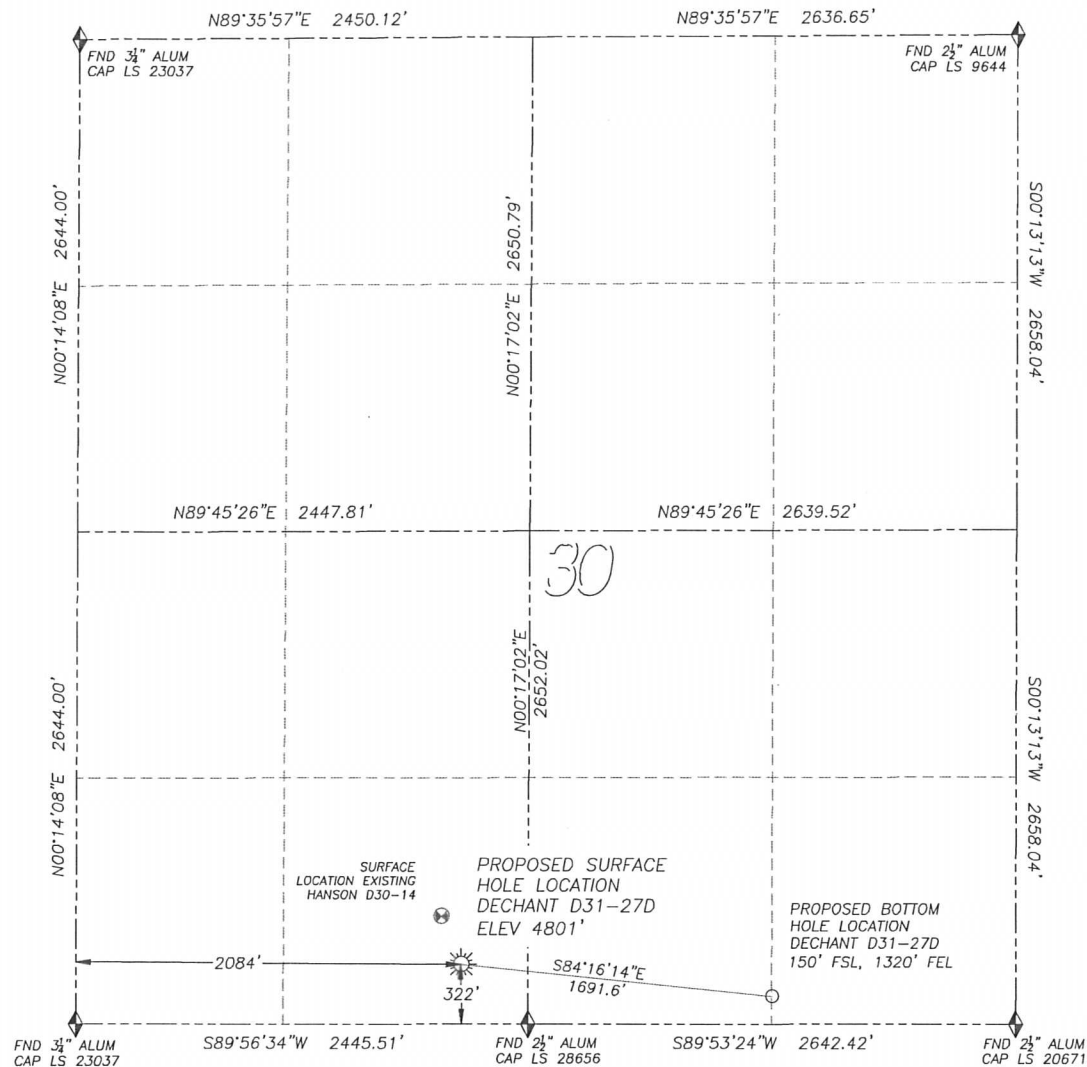 N89°35'57"E 2450.12'
N89°35'57"E 2636.65'
FND 3¼" ALUM
CAP LS 23037
FND 2½" ALUM
CAP LS 9644
N00°14'08"E 2644.00'
N00°17'02"E 2650.79'
S00°13'13"W 2658.04'
N89°45'26"E 2447.81'
N89°45'26"E 2639.52'
30
N00°14'08"E 2644.00'
N00°17'02"E
2652.02'
S00°13'13"W 2658.04'
SURFACE
LOCATION EXISTING
HANSON D30-14
PROPOSED SURFACE
HOLE LOCATION
DECHANT D31-27D
ELEV 4801'
PROPOSED BOTTOM
HOLE LOCATION
DECHANT D31-27D
150' FSL, 1320' FEL
2084'
322'
S84°16'14"E
1691.6'
FND 3¼" ALUM
CAP LS 23037
S89°56'34"W 2445.51'
FND 2½" ALUM
CAP LS 28656
S89°53'24"W 2642.42'
FND 2½" ALUM
CAP LS 20671